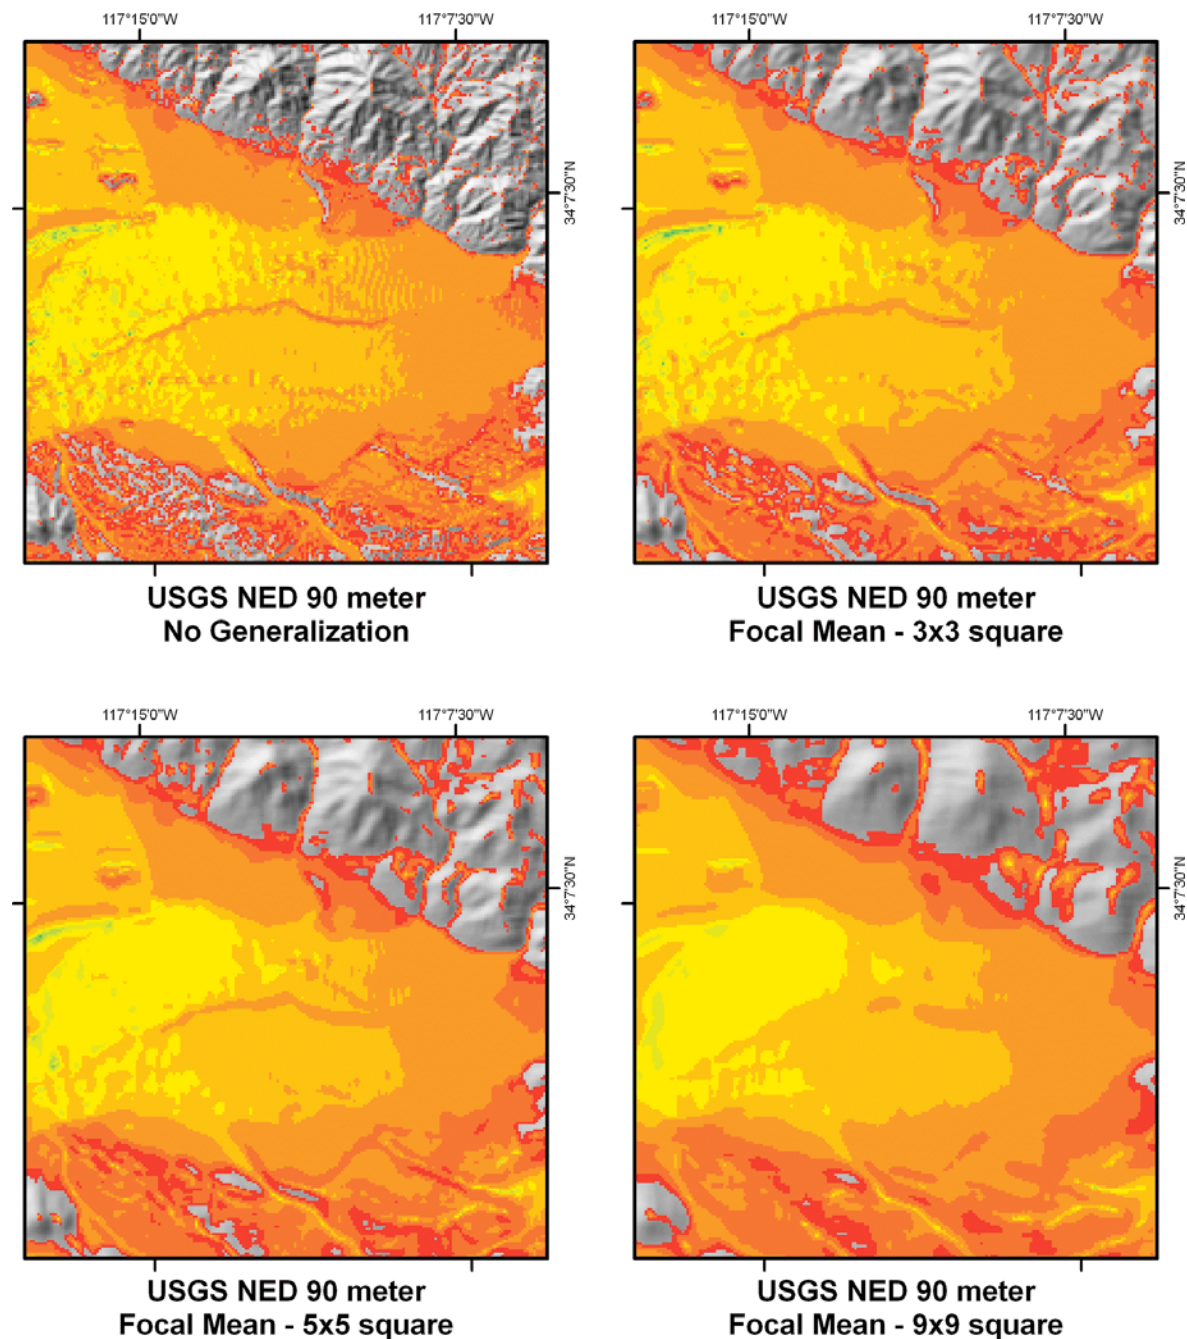 117°15'0"W 117°7'30"W 117°15'0"W 117°7'30"W
34°7'30"N 34°7'30"N
USGS NED 90 meter
No Generalization
USGS NED 90 meter
Focal Mean - 3x3 square
117°15'0"W 117°7'30"W 117°15'0"W 117°7'30"W
34°7'30"N 34°7'30"N
USGS NED 90 meter
Focal Mean - 5x5 square
USGS NED 90 meter
Focal Mean - 9x9 square